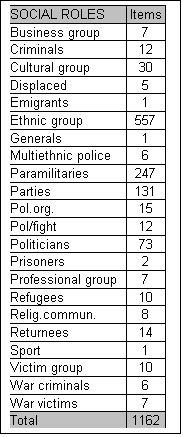 SOCIAL ROLES Items
Business group 7
Criminals 12
Cultural group 30
Displaced 5
Emigrants 1
Ethnic group 557
Generals 1
Multiethnic police 6
Paramilitaries 247
Parties 131
Pol.org. 15
Pol/fight 12
Politicians 73
Prisoners 2
Professional group 7
Refugees 10
Relig.commun. 8
Returnees 14
Sport 1
Victim group 10
War criminals 6
War victims 7
Total 1162